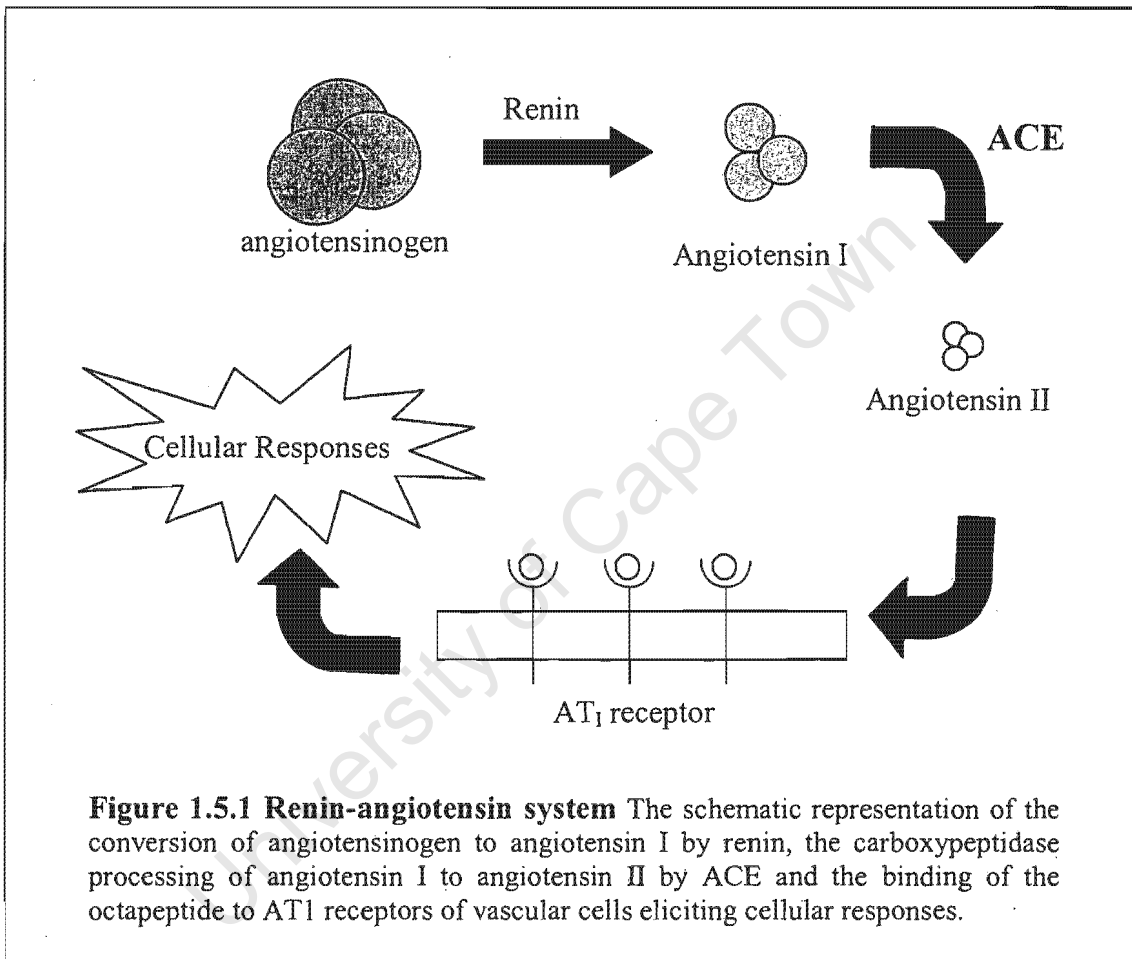 Renin
ACE
angiotensinogen
Angiotensin I
Angiotensin II
Cellular Responses
AT₁ receptor
University of Cape Town
Figure 1.5.1 Renin-angiotensin system The schematic representation of the
conversion of angiotensinogen to angiotensin I by renin, the carboxypeptidase
processing of angiotensin I to angiotensin II by ACE and the binding of the
octapeptide to AT1 receptors of vascular cells eliciting cellular responses.